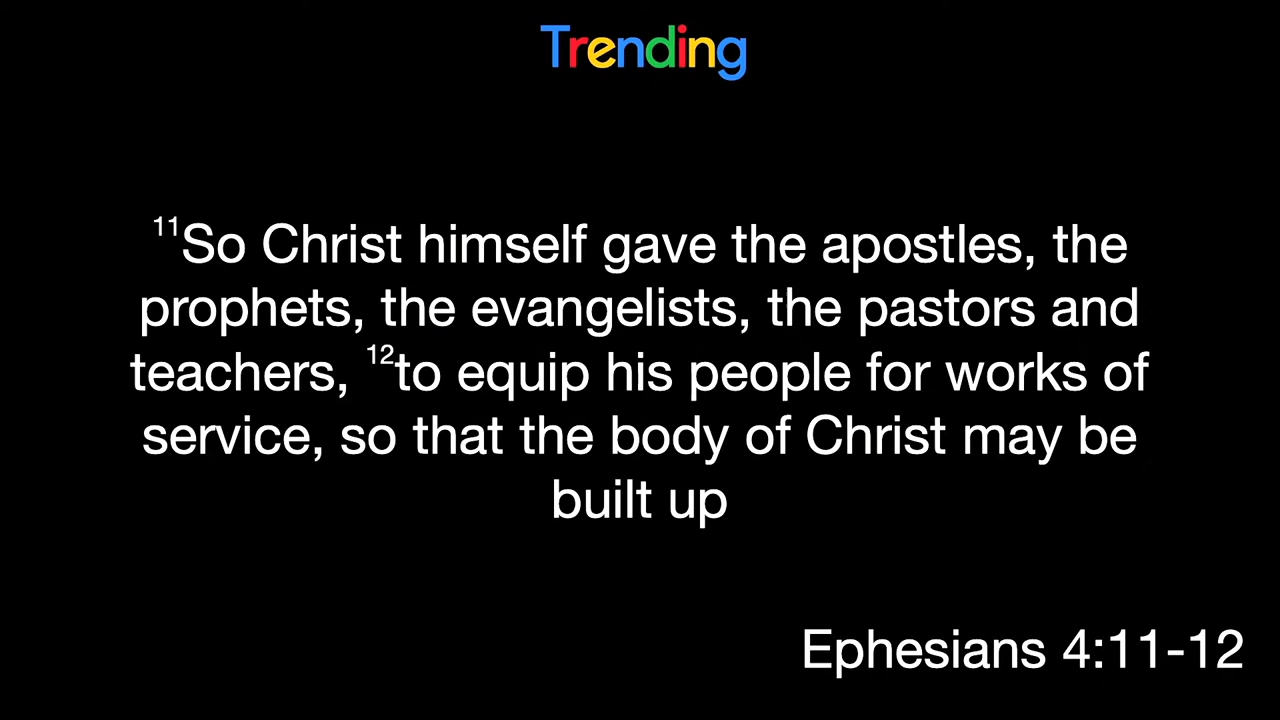 Trending
¹¹So Christ himself gave the apostles, the
prophets, the evangelists, the pastors and
teachers, ¹²to equip his people for works of
service, so that the body of Christ may be
built up
Ephesians 4:11-12